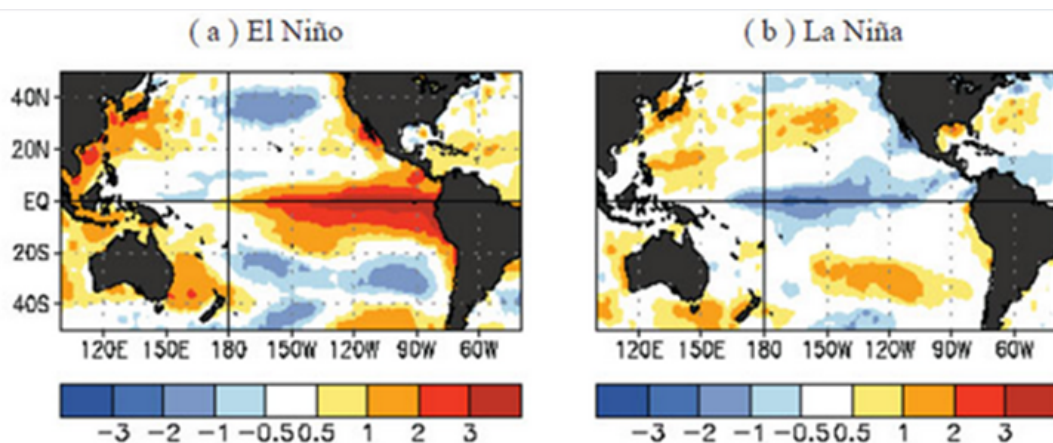 ( a ) El Niño
( b ) La Niña
40N
20N
EQ
20S
40S
120E 150E 180 150W 120W 90W 60W
120E 150E 180 150W 120W 90W 60W
-3 -2 -1 -0.5 0.5 1 2 3
-3 -2 -1 -0.5 0.5 1 2 3